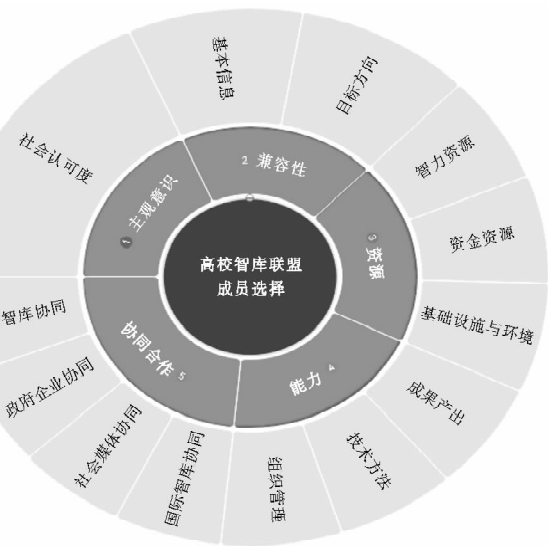 高校智库联盟
成员选择
1 主观意识
2 兼容性
3 资源
能力 4
协同合作 5
社会认可度
基本信息
目标方向
智力资源
资金资源
基础设施与环境
成果产出
技术方法
组织管理
国际智库协同
社会媒体协同
政府企业协同
智库协同